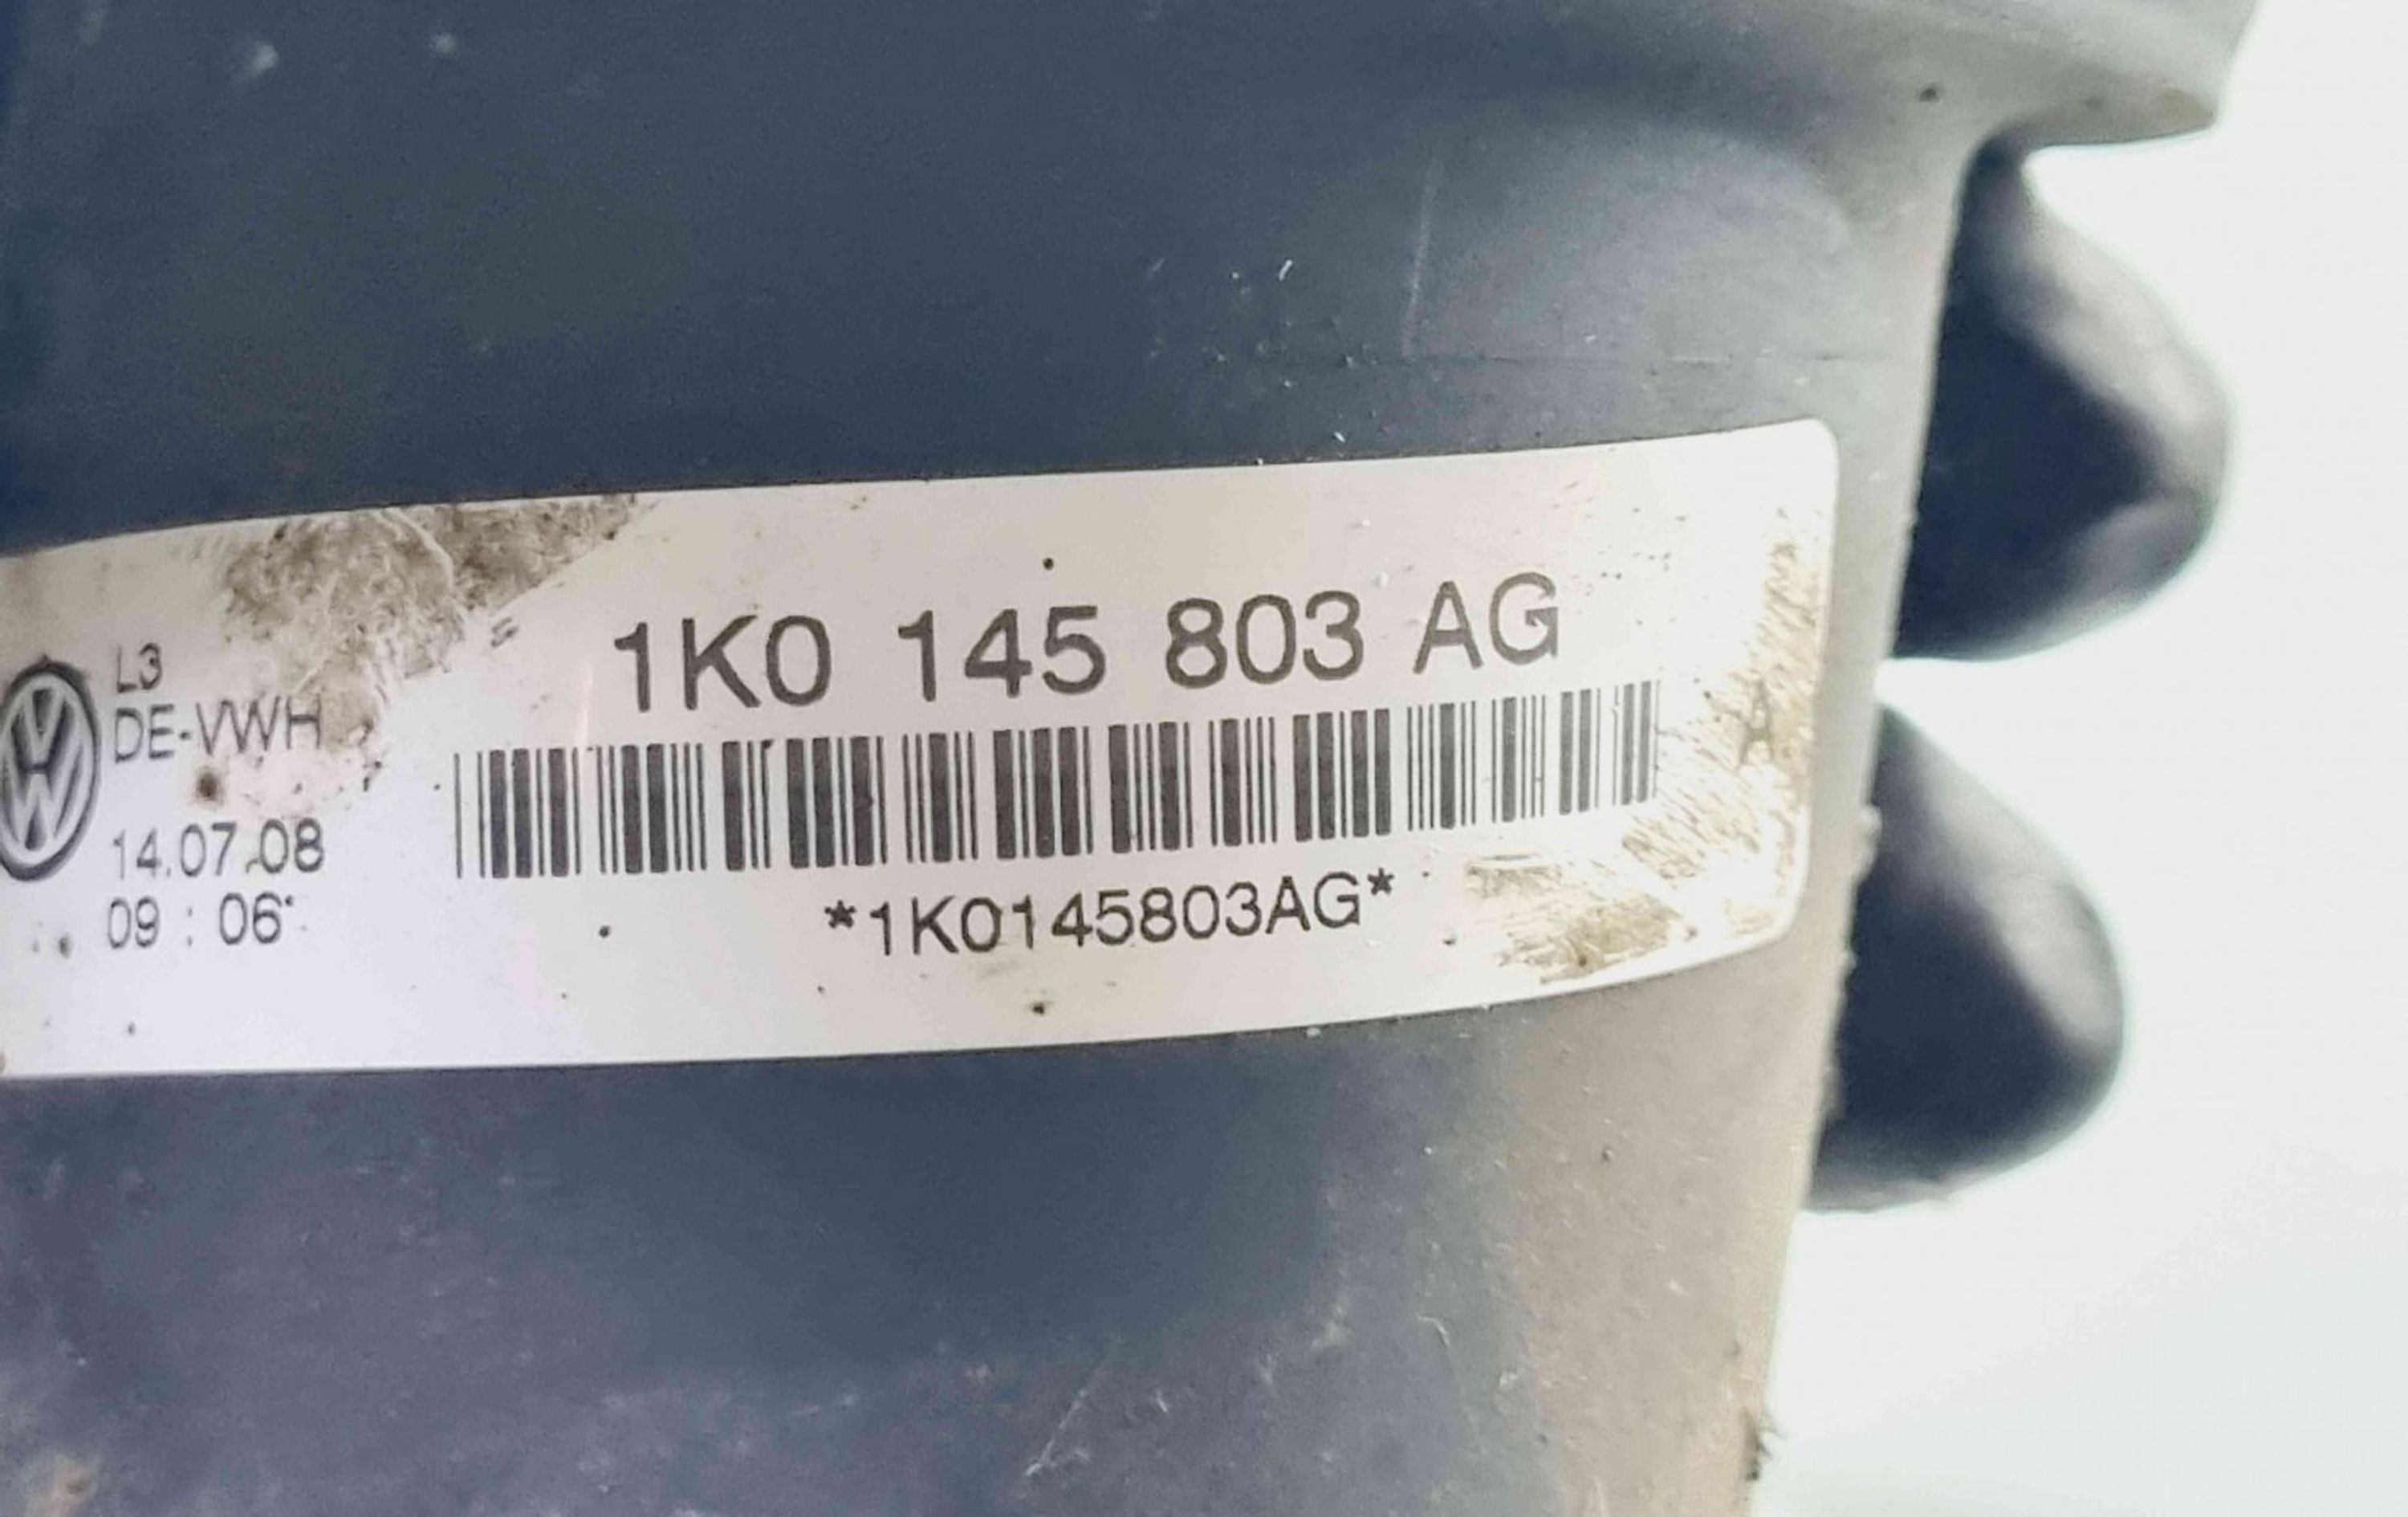 1K0 145 803 AG
L3
DE-VWH
14.07.08
09 : 06
*1K0145803AG*
A